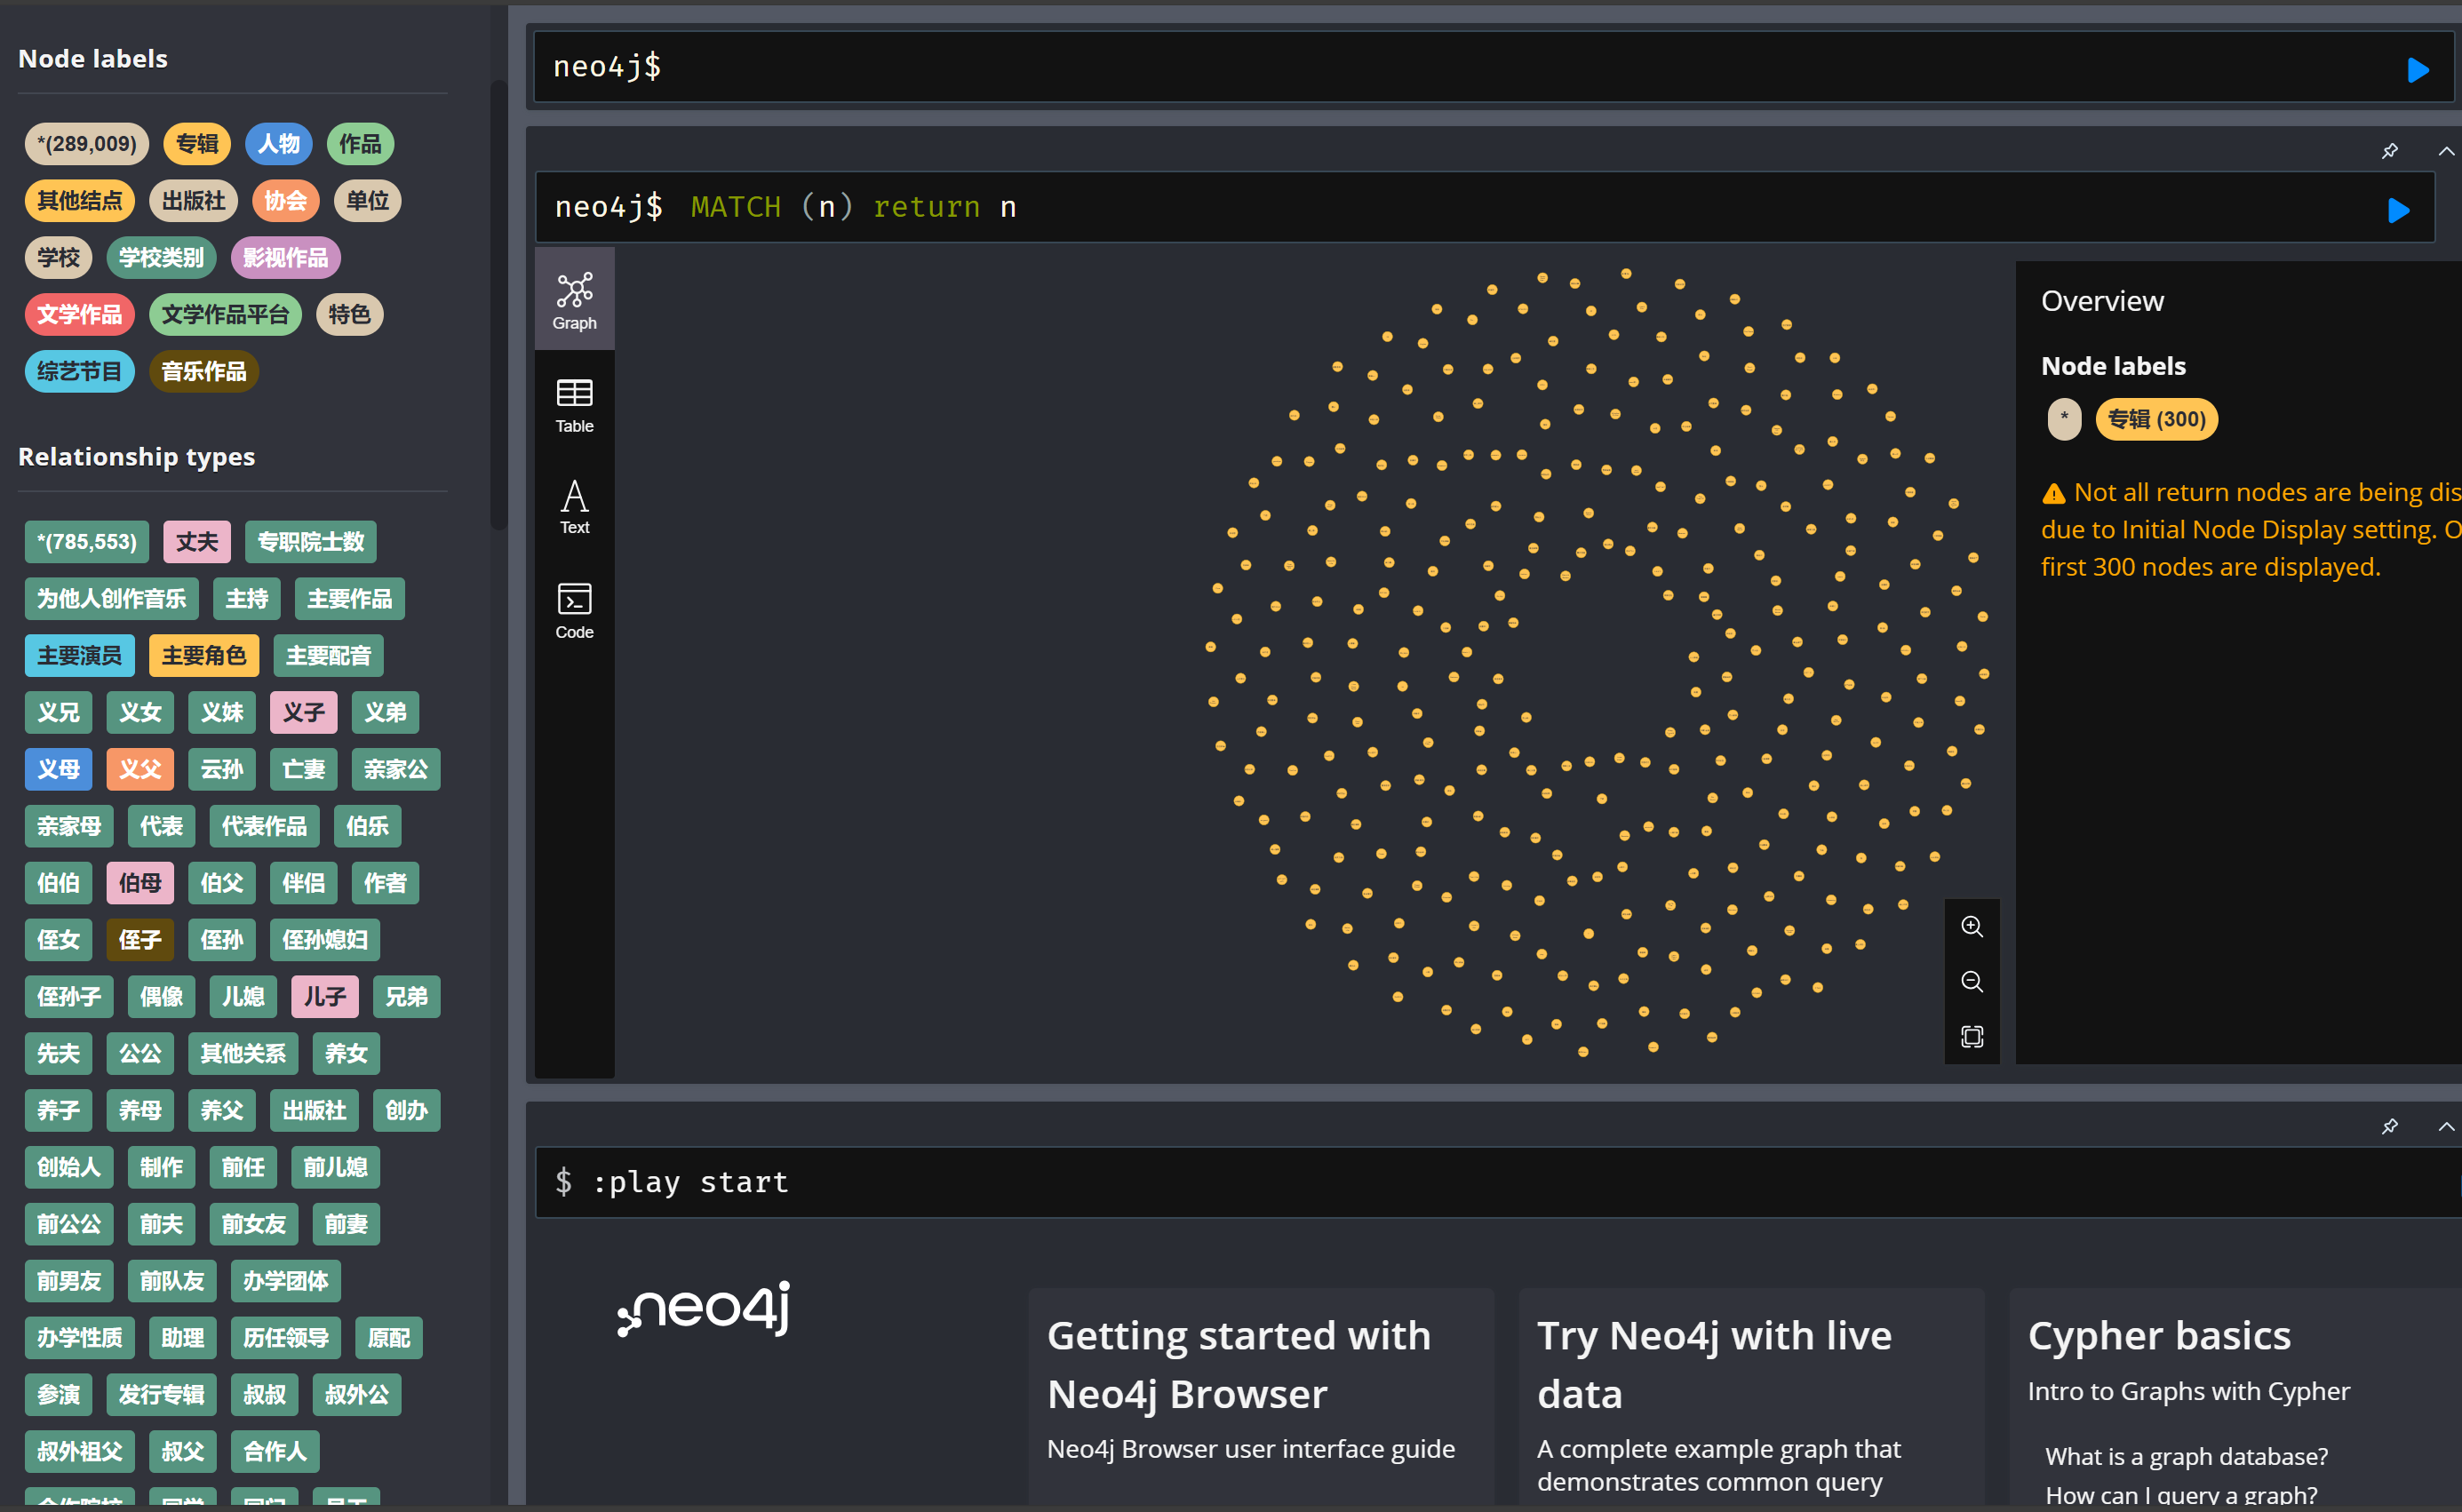 Node labels
*(289,009) 专辑 人物 作品
其他结点 出版社 协会 单位
学校 学校类别 影视作品
文学作品 文学作品平台 特色
综艺节目 音乐作品
Relationship types
*(785,553) 丈夫 专职院士数
为他人创作音乐 主持 主要作品
主要演员 主要角色 主要配音
义兄 义女 义妹 义子 义弟
义母 义父 云孙 亡妻 亲家公
亲家母 代表 代表作品 伯乐
伯伯 伯母 伯父 伴侣 作者
侄女 侄子 侄孙 侄孙媳妇
侄孙子 偶像 儿媳 儿子 兄弟
先夫 公公 其他关系 养女
养子 养母 养父 出版社 创办
创始人 制作 前任 前儿媳
前公公 前夫 前女友 前妻
前男友 前队友 办学团体
办学性质 助理 历任领导 原配
参演 发行专辑 叔叔 叔外公
叔外祖父 叔父 合作人
neo4j$
neo4j$ MATCH (n) return n
Graph
Table
Text
Code
Overview
Node labels
* 专辑 (300)
Not all return nodes are being dis
due to Initial Node Display setting. O
first 300 nodes are displayed.
$ :play start
neo4j
Getting started with
Neo4j Browser
Neo4j Browser user interface guide
Try Neo4j with live
data
A complete example graph that
demonstrates common query
Cypher basics
Intro to Graphs with Cypher
What is a graph database?
How can I query a graph?